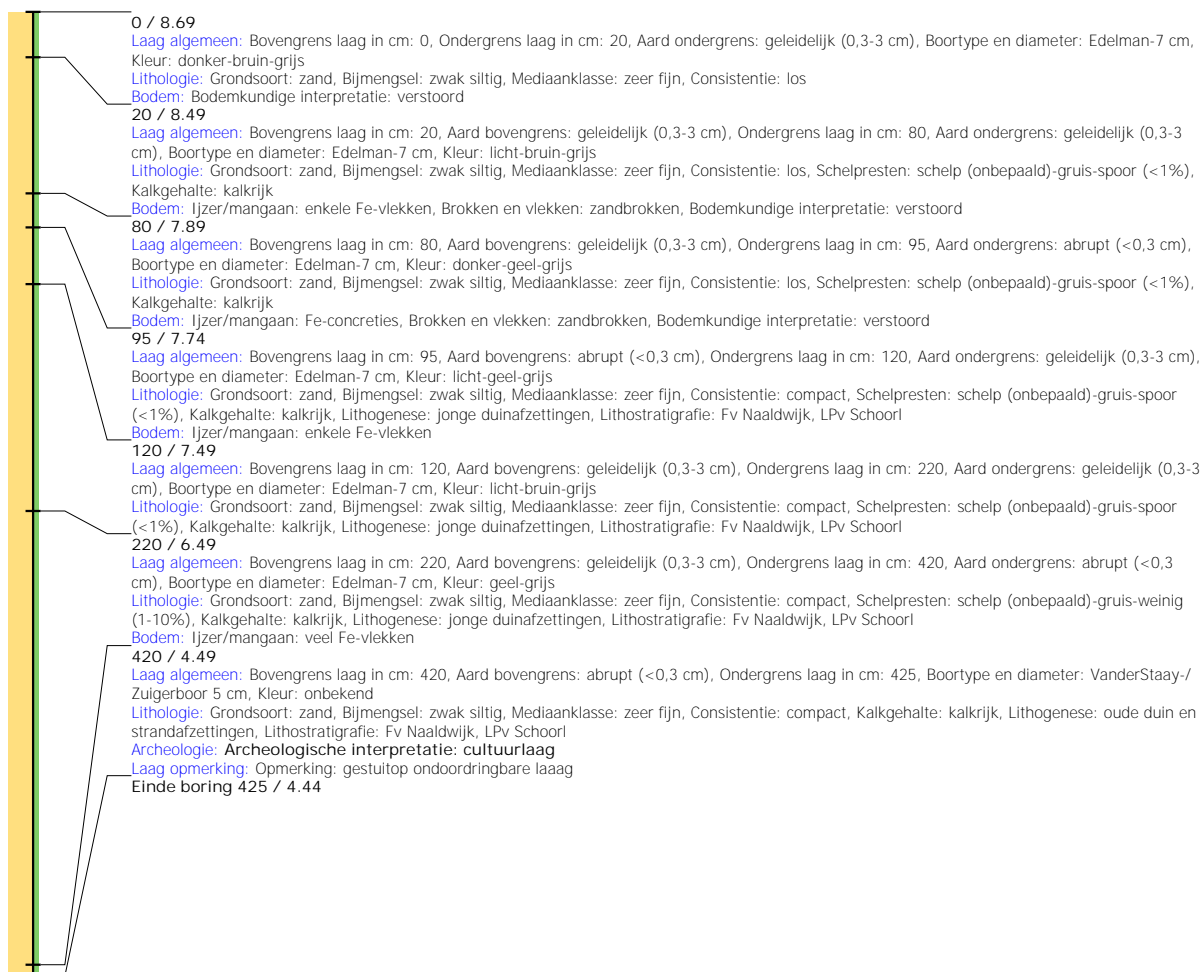 0 / 8.69
Laag algemeen: Bovengrens laag in cm: 0, Ondergrens laag in cm: 20, Aard ondergrens: geleidelijk (0,3-3 cm), Boortype en diameter: Edelman-7 cm,
Kleur: donker-bruin-grijs
Lithologie: Grondsoort: zand, Bijmengsel: zwak siltig, Mediaanklasse: zeer fijn, Consistentie: los
Bodem: Bodemkundige interpretatie: verstoord
20 / 8.49
Laag algemeen: Bovengrens laag in cm: 20, Aard bovengrens: geleidelijk (0,3-3 cm), Ondergrens laag in cm: 80, Aard ondergrens: geleidelijk (0,3-3
cm), Boortype en diameter: Edelman-7 cm, Kleur: licht-bruin-grijs
Lithologie: Grondsoort: zand, Bijmengsel: zwak siltig, Mediaanklasse: zeer fijn, Consistentie: los, Schelpresten: schelp (onbepaald)-gruis-spoor (<1%),
Kalkgehalte: kalkrijk
Bodem: Ijzer/mangaan: enkele Fe-vlekken, Brokken en vlekken: zandbrokken, Bodemkundige interpretatie: verstoord
80 / 7.89
Laag algemeen: Bovengrens laag in cm: 80, Aard bovengrens: geleidelijk (0,3-3 cm), Ondergrens laag in cm: 95, Aard ondergrens: abrupt (<0,3 cm),
Boortype en diameter: Edelman-7 cm, Kleur: donker-geel-grijs
Lithologie: Grondsoort: zand, Bijmengsel: zwak siltig, Mediaanklasse: zeer fijn, Consistentie: los, Schelpresten: schelp (onbepaald)-gruis-spoor (<1%),
Kalkgehalte: kalkrijk
Bodem: Ijzer/mangaan: Fe-concreties, Brokken en vlekken: zandbrokken, Bodemkundige interpretatie: verstoord
95 / 7.74
Laag algemeen: Bovengrens laag in cm: 95, Aard bovengrens: abrupt (<0,3 cm), Ondergrens laag in cm: 120, Aard ondergrens: geleidelijk (0,3-3 cm),
Boortype en diameter: Edelman-7 cm, Kleur: licht-geel-grijs
Lithologie: Grondsoort: zand, Bijmengsel: zwak siltig, Mediaanklasse: zeer fijn, Consistentie: compact, Schelpresten: schelp (onbepaald)-gruis-spoor
(<1%), Kalkgehalte: kalkrijk, Lithogenese: jonge duinafzettingen, Lithostratigrafie: Fv Naaldwijk, LPv Schoorl
Bodem: Ijzer/mangaan: enkele Fe-vlekken
120 / 7.49
Laag algemeen: Bovengrens laag in cm: 120, Aard bovengrens: geleidelijk (0,3-3 cm), Ondergrens laag in cm: 220, Aard ondergrens: geleidelijk (0,3-3
cm), Boortype en diameter: Edelman-7 cm, Kleur: licht-bruin-grijs
Lithologie: Grondsoort: zand, Bijmengsel: zwak siltig, Mediaanklasse: zeer fijn, Consistentie: compact, Schelpresten: schelp (onbepaald)-gruis-spoor
(<1%), Kalkgehalte: kalkrijk, Lithogenese: jonge duinafzettingen, Lithostratigrafie: Fv Naaldwijk, LPv Schoorl
220 / 6.49
Laag algemeen: Bovengrens laag in cm: 220, Aard bovengrens: geleidelijk (0,3-3 cm), Ondergrens laag in cm: 420, Aard ondergrens: abrupt (<0,3
cm), Boortype en diameter: Edelman-7 cm, Kleur: geel-grijs
Lithologie: Grondsoort: zand, Bijmengsel: zwak siltig, Mediaanklasse: zeer fijn, Consistentie: compact, Schelpresten: schelp (onbepaald)-gruis-weinig
(1-10%), Kalkgehalte: kalkrijk, Lithogenese: jonge duinafzettingen, Lithostratigrafie: Fv Naaldwijk, LPv Schoorl
Bodem: Ijzer/mangaan: veel Fe-vlekken
420 / 4.49
Laag algemeen: Bovengrens laag in cm: 420, Aard bovengrens: abrupt (<0,3 cm), Ondergrens laag in cm: 425, Boortype en diameter: VanderStaay-/
Zuigerboor 5 cm, Kleur: onbekend
Lithologie: Grondsoort: zand, Bijmengsel: zwak siltig, Mediaanklasse: zeer fijn, Consistentie: compact, Kalkgehalte: kalkrijk, Lithogenese: oude duin en
strandafzettingen, Lithostratigrafie: Fv Naaldwijk, LPv Schoorl
Archeologie: Archeologische interpretatie: cultuurlaag
Laag opmerking: Opmerking: gestuitop ondoordringbare laaag
Einde boring 425 / 4.44